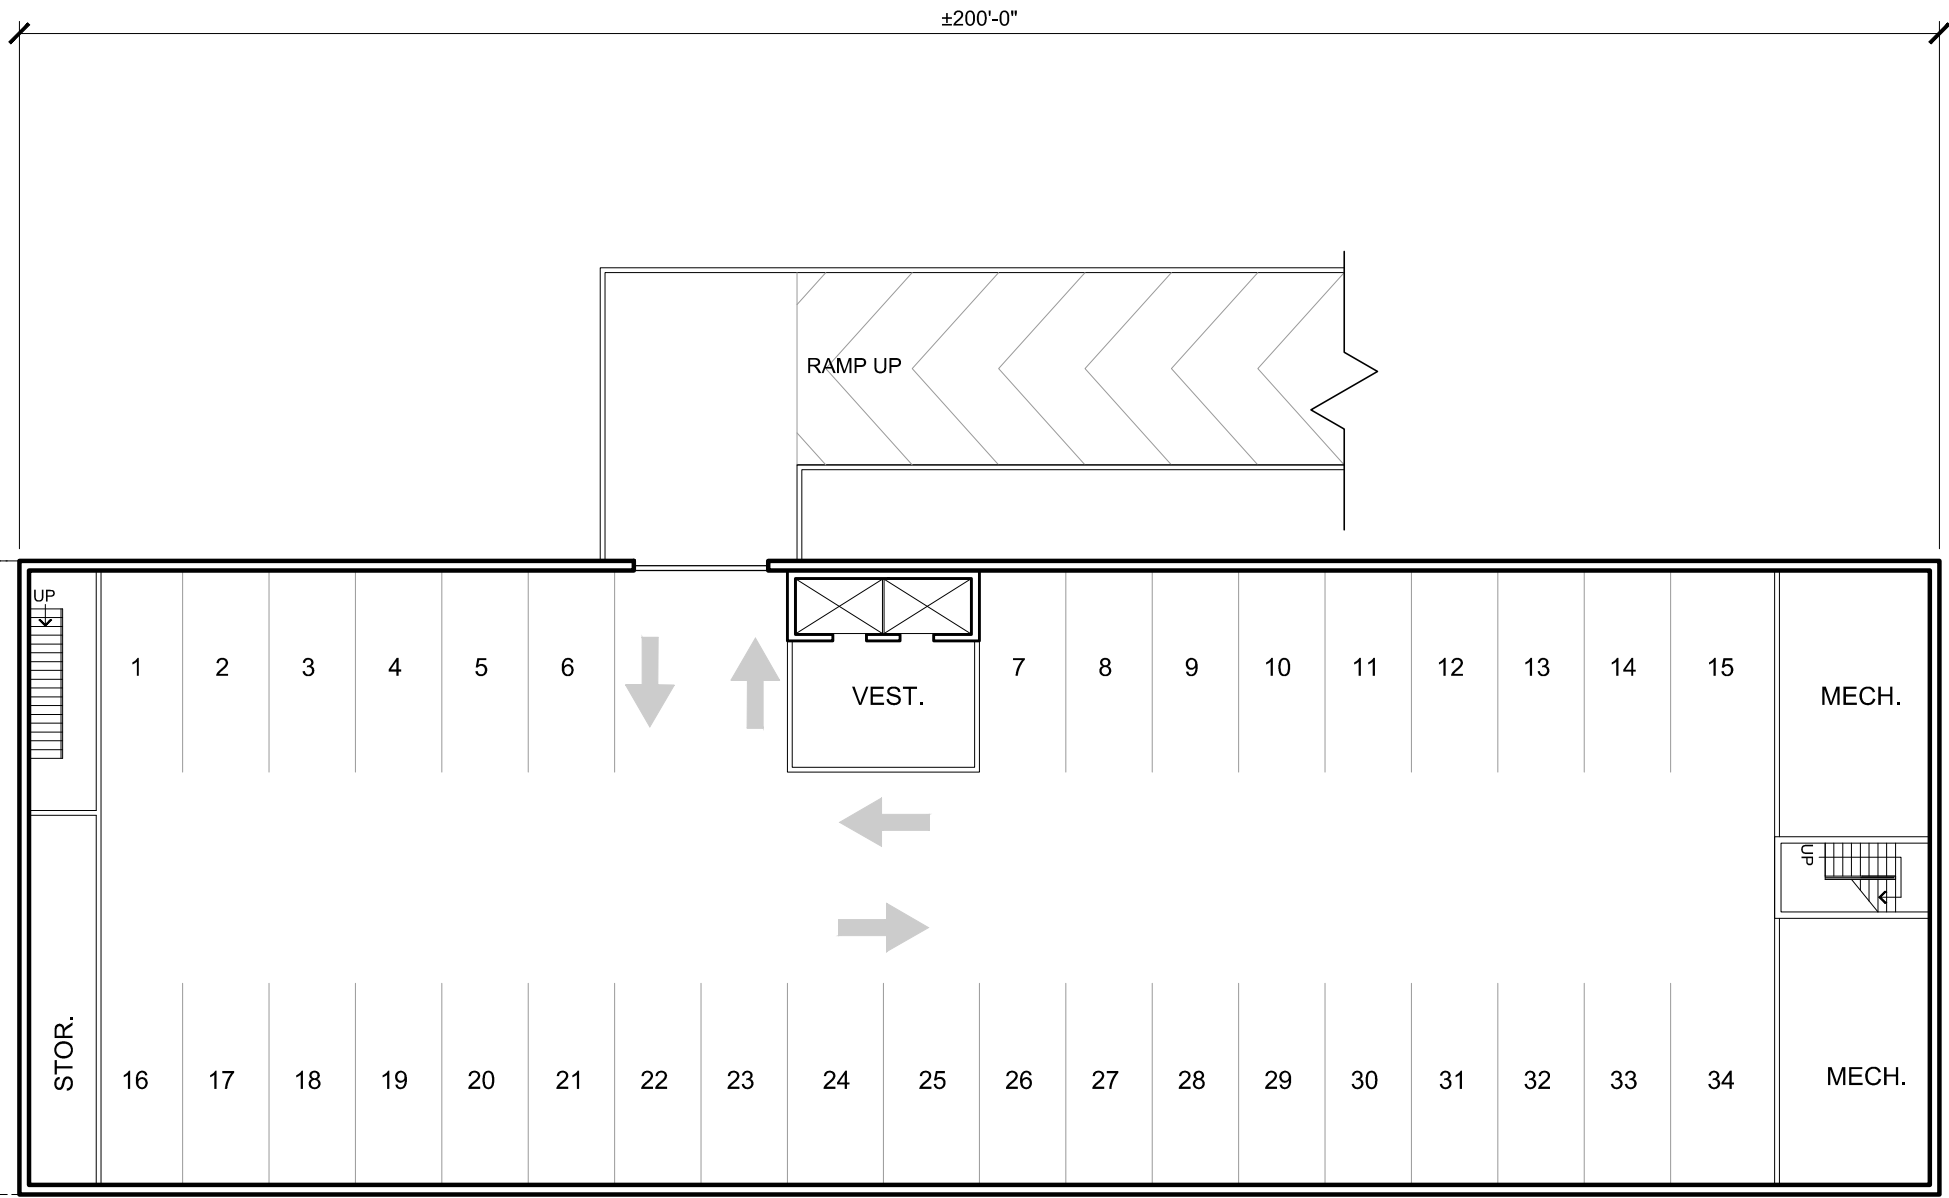 ±200'-0"
RAMP UP
UP
1 2 3 4 5 6 7 8 9 10 11 12 13 14 15
VEST.
MECH.
UP
STOR.
16 17 18 19 20 21 22 23 24 25 26 27 28 29 30 31 32 33 34
MECH.